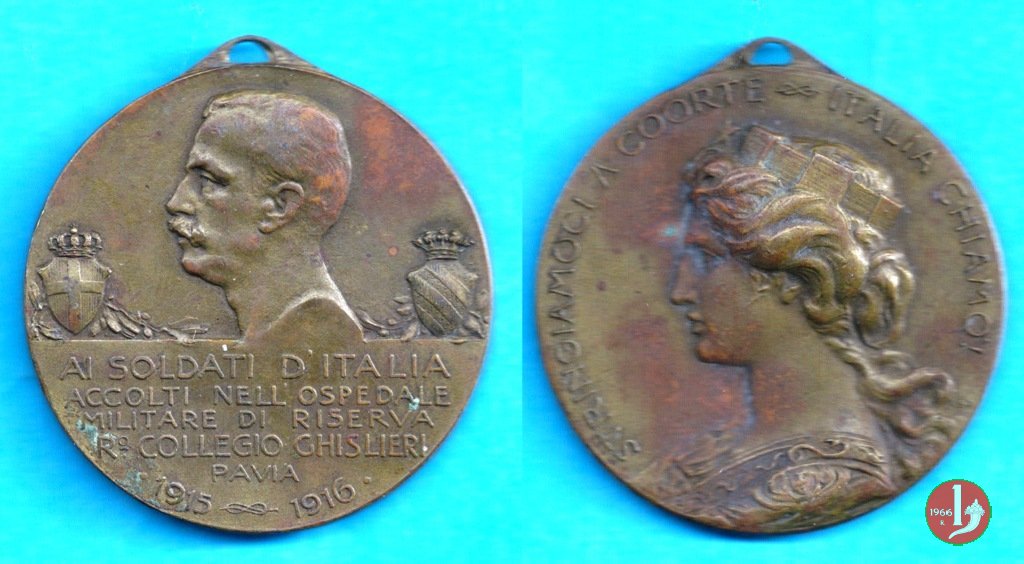 AI SOLDATI D'ITALIA
ACCOLTI NELL'OSPEDALE
MILITARE DI RISERVA
Rº COLLEGIO GHISLIERI
PAVIA
1915 1916
STRINGIAMOCI A COORTE ITALIA CHIAMO!
1966
R.